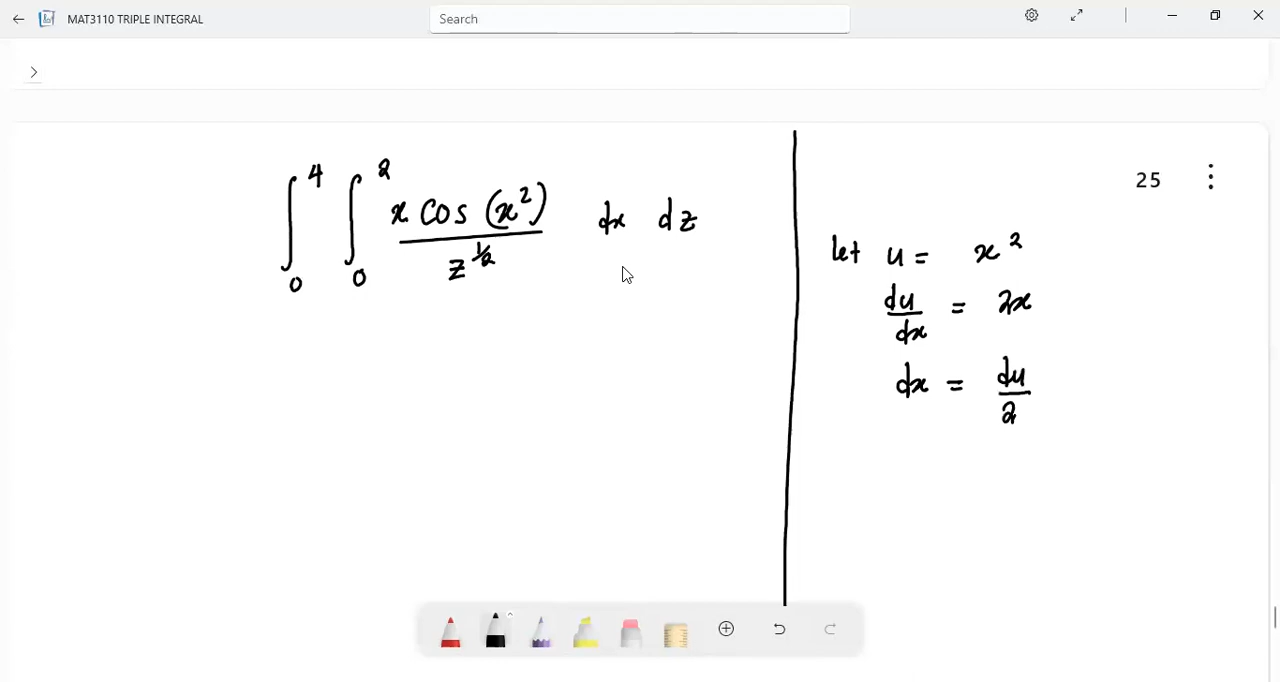 MAT3110 TRIPLE INTEGRAL
Search
∫₀⁴ ∫₀² x Cos (x²) / z^½ dx dz
25
let u = x²
du/dx = 2x
dx = du/2